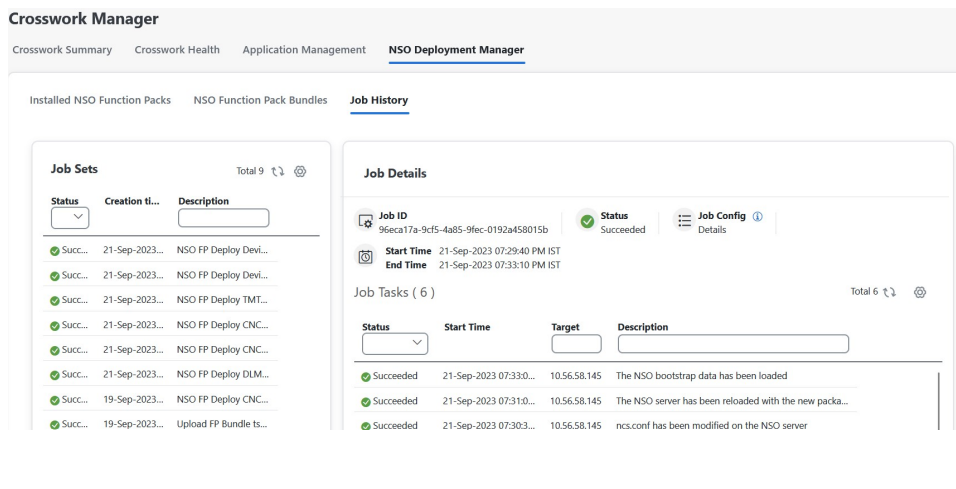 Crosswork Manager
Crosswork Summary Crosswork Health Application Management NSO Deployment Manager
Installed NSO Function Packs NSO Function Pack Bundles Job History
Job Sets Total 9
Status Creation ti... Description
Succ... 21-Sep-2023... NSO FP Deploy Devi...
Succ... 21-Sep-2023... NSO FP Deploy Devi...
Succ... 21-Sep-2023... NSO FP Deploy TMT...
Succ... 21-Sep-2023... NSO FP Deploy CNC...
Succ... 21-Sep-2023... NSO FP Deploy CNC...
Succ... 21-Sep-2023... NSO FP Deploy DLM...
Succ... 19-Sep-2023... NSO FP Deploy CNC...
Succ... 19-Sep-2023... Upload FP Bundle ts...
Job Details
Job ID
96eca17a-9cf5-4a85-9fec-0192a458015b
Status
Succeeded
Job Config
Details
Start Time 21-Sep-2023 07:29:40 PM IST
End Time 21-Sep-2023 07:33:10 PM IST
Job Tasks ( 6 ) Total 6
Status Start Time Target Description
Succeeded 21-Sep-2023 07:33:0... 10.56.58.145 The NSO bootstrap data has been loaded
Succeeded 21-Sep-2023 07:31:0... 10.56.58.145 The NSO server has been reloaded with the new packa...
Succeeded 21-Sep-2023 07:30:3... 10.56.58.145 ncs.conf has been modified on the NSO server